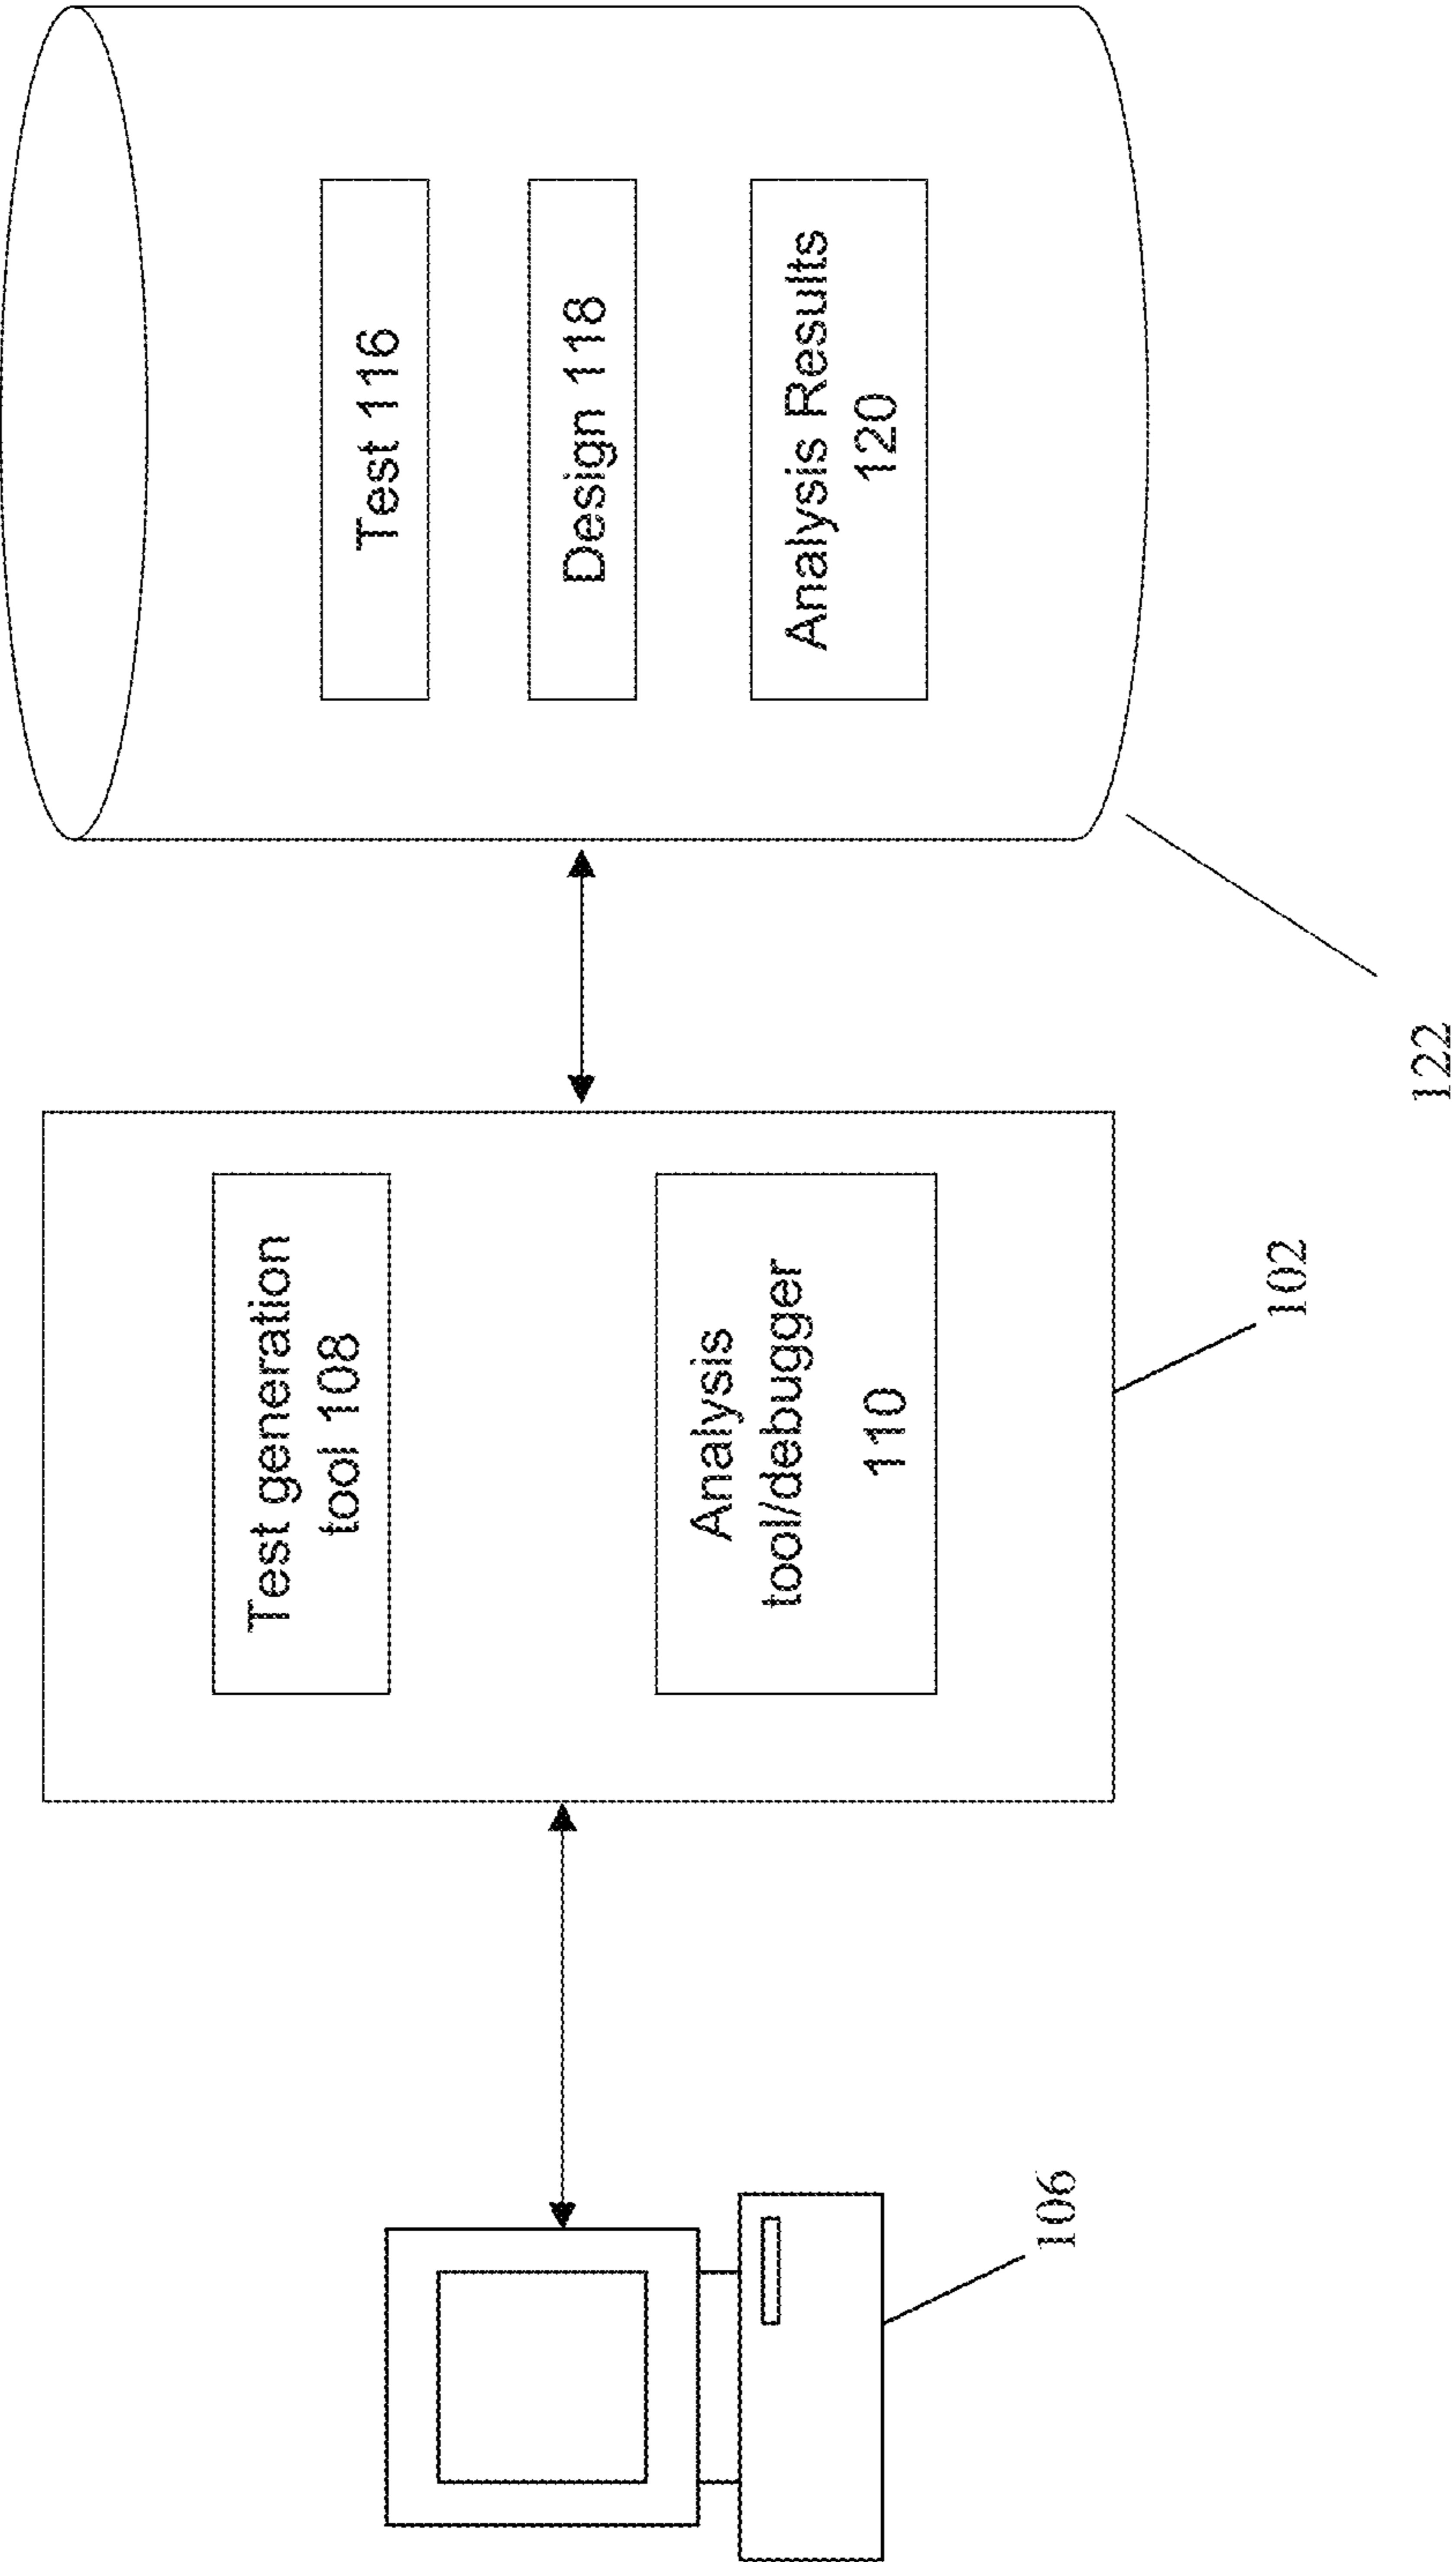 106
Test generation
tool 108
Analysis
tool/debugger
110
102
Test 116
Design 118
Analysis Results
120
122